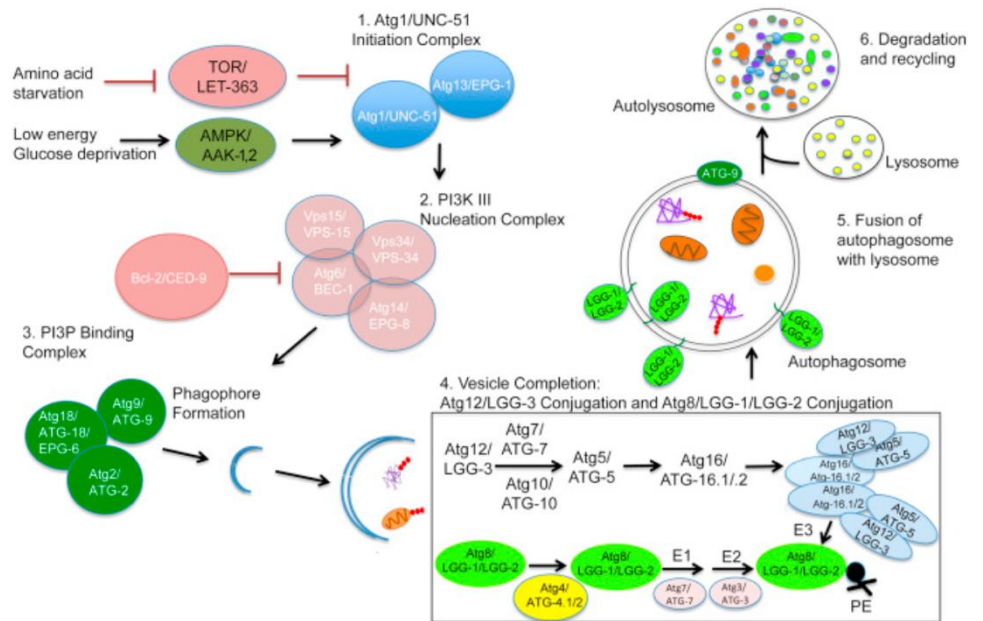 1. Atg1/UNC-51
Initiation Complex
Amino acid
starvation
TOR/
LET-363
Atg13/EPG-1
Atg1/UNC-51
Low energy
Glucose deprivation
AMPK/
AAK-1,2
2. PI3K III
Nucleation Complex
Vps15/
VPS-15
Vps34/
VPS-34
Bcl-2/CED-9
Atg6/
BEC-1
Atg14/
EPG-8
3. PI3P Binding
Complex
Atg18/
ATG-18/
EPG-6
Atg9/
ATG-9
Atg2/
ATG-2
Phagophore
Formation
6. Degradation
and recycling
Autolysosome
Lysosome
ATG-9
5. Fusion of
autophagosome
with lysosome
LGG-1/
LGG-2
LGG-1/
LGG-2
LGG-1/
LGG-2
LGG-1/
LGG-2
Autophagosome
4. Vesicle Completion:
Atg12/LGG-3 Conjugation and Atg8/LGG-1/LGG-2 Conjugation
Atg12/
LGG-3
Atg7/
ATG-7
Atg10/
ATG-10
Atg5/
ATG-5
Atg16/
ATG-16.1/.2
Atg12/
LGG-3
Atg5/
ATG-5
Atg16/
Atg-16.1/2
Atg16/
Atg-16.1/2
Atg5/
ATG-5
Atg12/
LGG-3
E3
Atg8/
LGG-1/LGG-2
Atg4/
ATG-4.1/2
Atg8/
LGG-1/LGG-2
E1
Atg7/
ATG-7
E2
Atg3/
ATG-3
Atg8/
LGG-1/LGG-2
PE